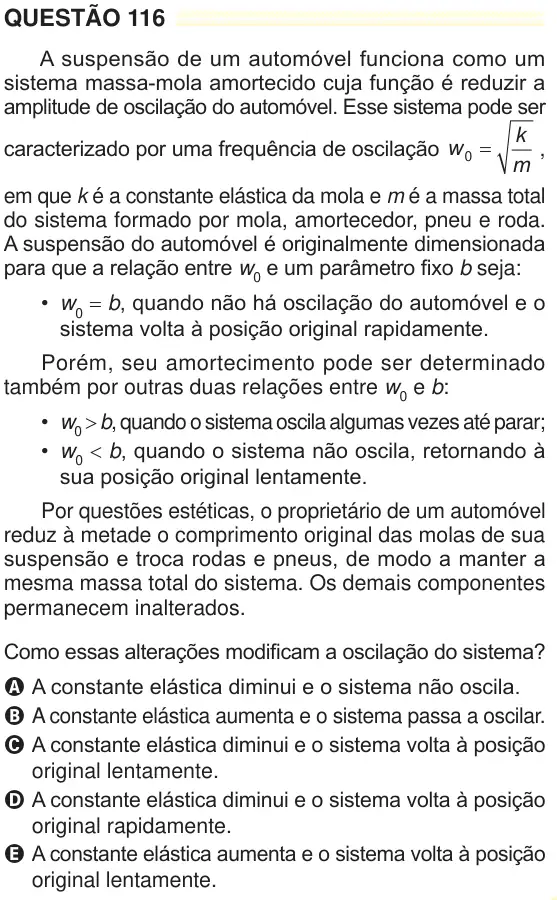 QUESTÃO 116
A suspensão de um automóvel funciona como um
sistema massa-mola amortecido cuja função é reduzir a
amplitude de oscilação do automóvel. Esse sistema pode ser
caracterizado por uma frequência de oscilação w₀ = √(k/m) ,
em que k é a constante elástica da mola e m é a massa total
do sistema formado por mola, amortecedor, pneu e roda.
A suspensão do automóvel é originalmente dimensionada
para que a relação entre w₀ e um parâmetro fixo b seja:
• w₀ = b, quando não há oscilação do automóvel e o
sistema volta à posição original rapidamente.
Porém, seu amortecimento pode ser determinado
também por outras duas relações entre w₀ e b:
• w₀ > b, quando o sistema oscila algumas vezes até parar;
• w₀ < b, quando o sistema não oscila, retornando à
sua posição original lentamente.
Por questões estéticas, o proprietário de um automóvel
reduz à metade o comprimento original das molas de sua
suspensão e troca rodas e pneus, de modo a manter a
mesma massa total do sistema. Os demais componentes
permanecem inalterados.
Como essas alterações modificam a oscilação do sistema?
A A constante elástica diminui e o sistema não oscila.
B A constante elástica aumenta e o sistema passa a oscilar.
C A constante elástica diminui e o sistema volta à posição
original lentamente.
D A constante elástica diminui e o sistema volta à posição
original rapidamente.
E A constante elástica aumenta e o sistema volta à posição
original lentamente.